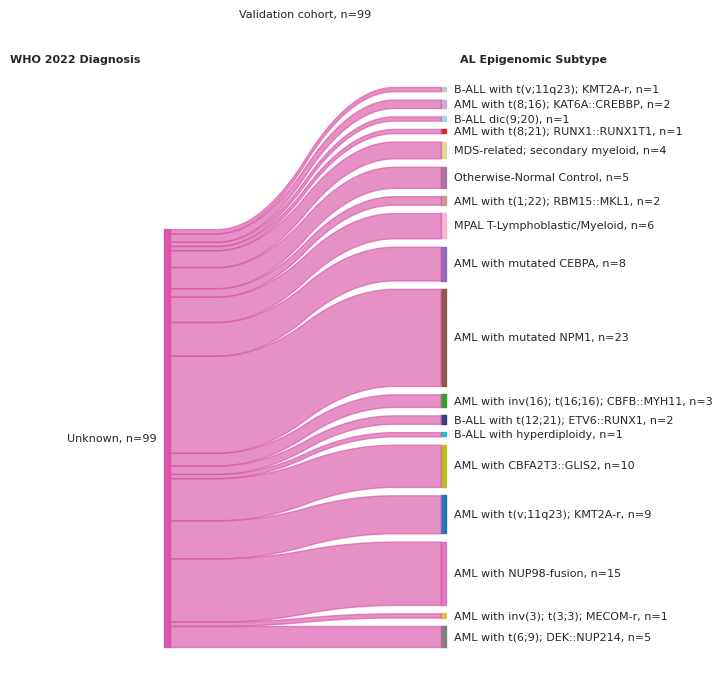 Validation cohort, n=99
WHO 2022 Diagnosis
AL Epigenomic Subtype
B-ALL with t(v;11q23); KMT2A-r, n=1
AML with t(8;16); KAT6A::CREBBP, n=2
B-ALL dic(9;20), n=1
AML with t(8;21); RUNX1::RUNX1T1, n=1
MDS-related; secondary myeloid, n=4
Otherwise-Normal Control, n=5
AML with t(1;22); RBM15::MKL1, n=2
MPAL T-Lymphoblastic/Myeloid, n=6
AML with mutated CEBPA, n=8
AML with mutated NPM1, n=23
AML with inv(16); t(16;16); CBFB::MYH11, n=3
B-ALL with t(12;21); ETV6::RUNX1, n=2
B-ALL with hyperdiploidy, n=1
Unknown, n=99
AML with CBFA2T3::GLIS2, n=10
AML with t(v;11q23); KMT2A-r, n=9
AML with NUP98-fusion, n=15
AML with inv(3); t(3;3); MECOM-r, n=1
AML with t(6;9); DEK::NUP214, n=5